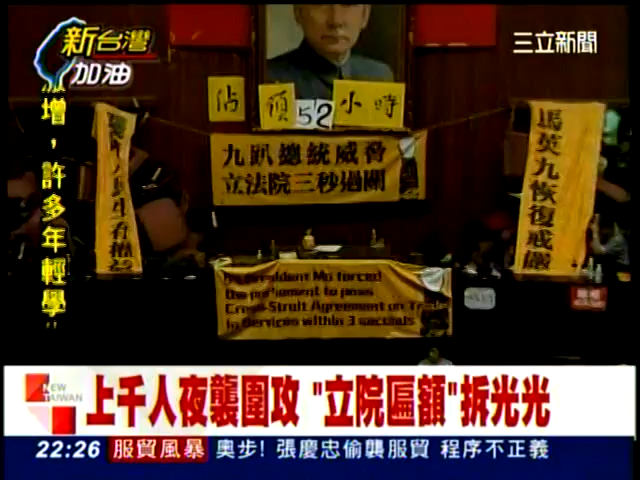 新台灣
加油
三立新聞
佔領52小時
九趴總統威脅
立法院三秒過關
馬英九恢復戒嚴
President Ma forced
the parliament to pass
Cross-Strait Agreement on Trade
in Services within 3 seconds
增，許多年輕學
NEW
TAIWAN
上千人夜襲圍攻 "立院匾額"拆光光
22:26 服貿風暴 奧步! 張慶忠偷襲服貿 程序不正義